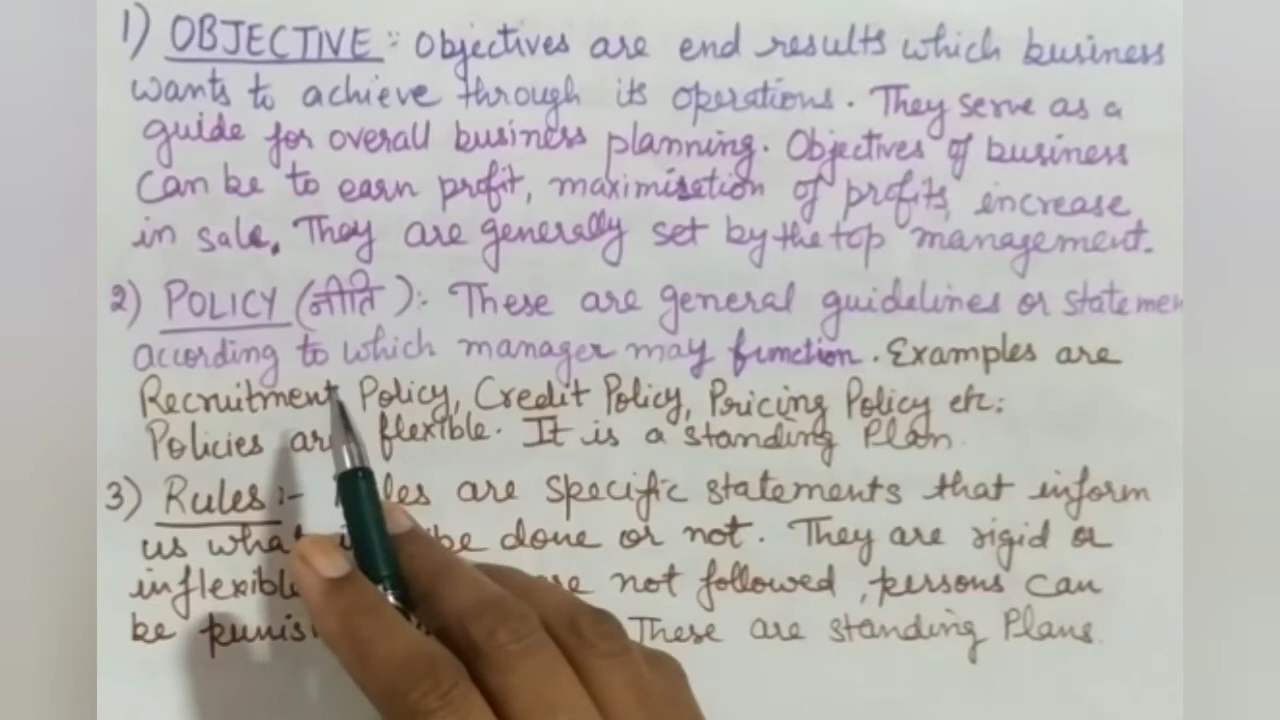 1) OBJECTIVE :- Objectives are end results which business
wants to achieve through its operations. They serve as a
guide for overall business planning. Objectives of business
can be to earn profit, maximisation of profits, increase
in sale. They are generally set by the top management.
2) POLICY (नीति) :- These are general guidelines or statemen
according to which manager may function. Examples are
Recruitment Policy, Credit Policy, Pricing Policy etc:
Policies are flexible. It is a standing Plan
3) Rules :- are specific statements that inform
us what be done or not. They are rigid or
inflexible not followed, persons can
be These are standing Plans.